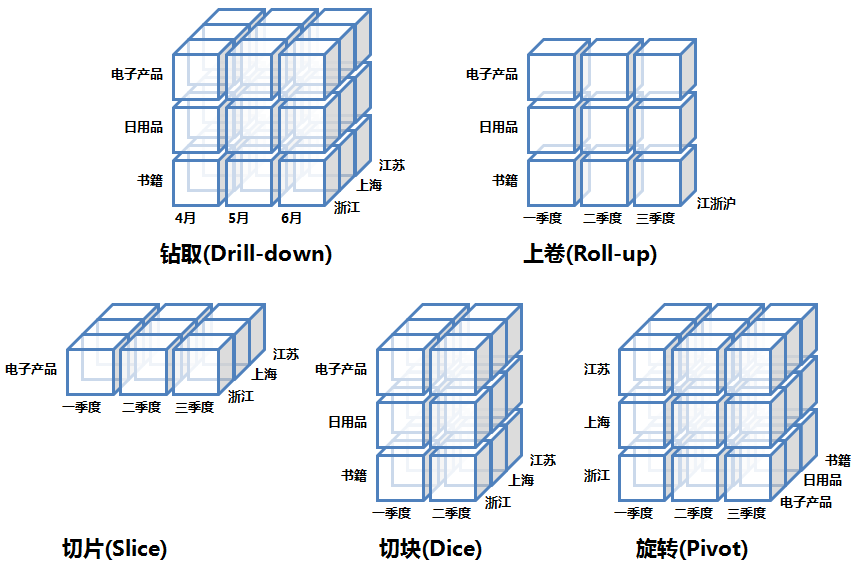 电子产品
日用品
书籍
4月 5月 6月
浙江
上海
江苏
钻取(Drill-down)
电子产品
日用品
书籍
一季度 二季度 三季度
江浙沪
上卷(Roll-up)
电子产品
一季度 二季度 三季度
浙江
上海
江苏
切片(Slice)
电子产品
日用品
书籍
一季度 二季度
浙江
上海
江苏
切块(Dice)
江苏
上海
浙江
一季度 二季度 三季度
电子产品
日用品
书籍
旋转(Pivot)